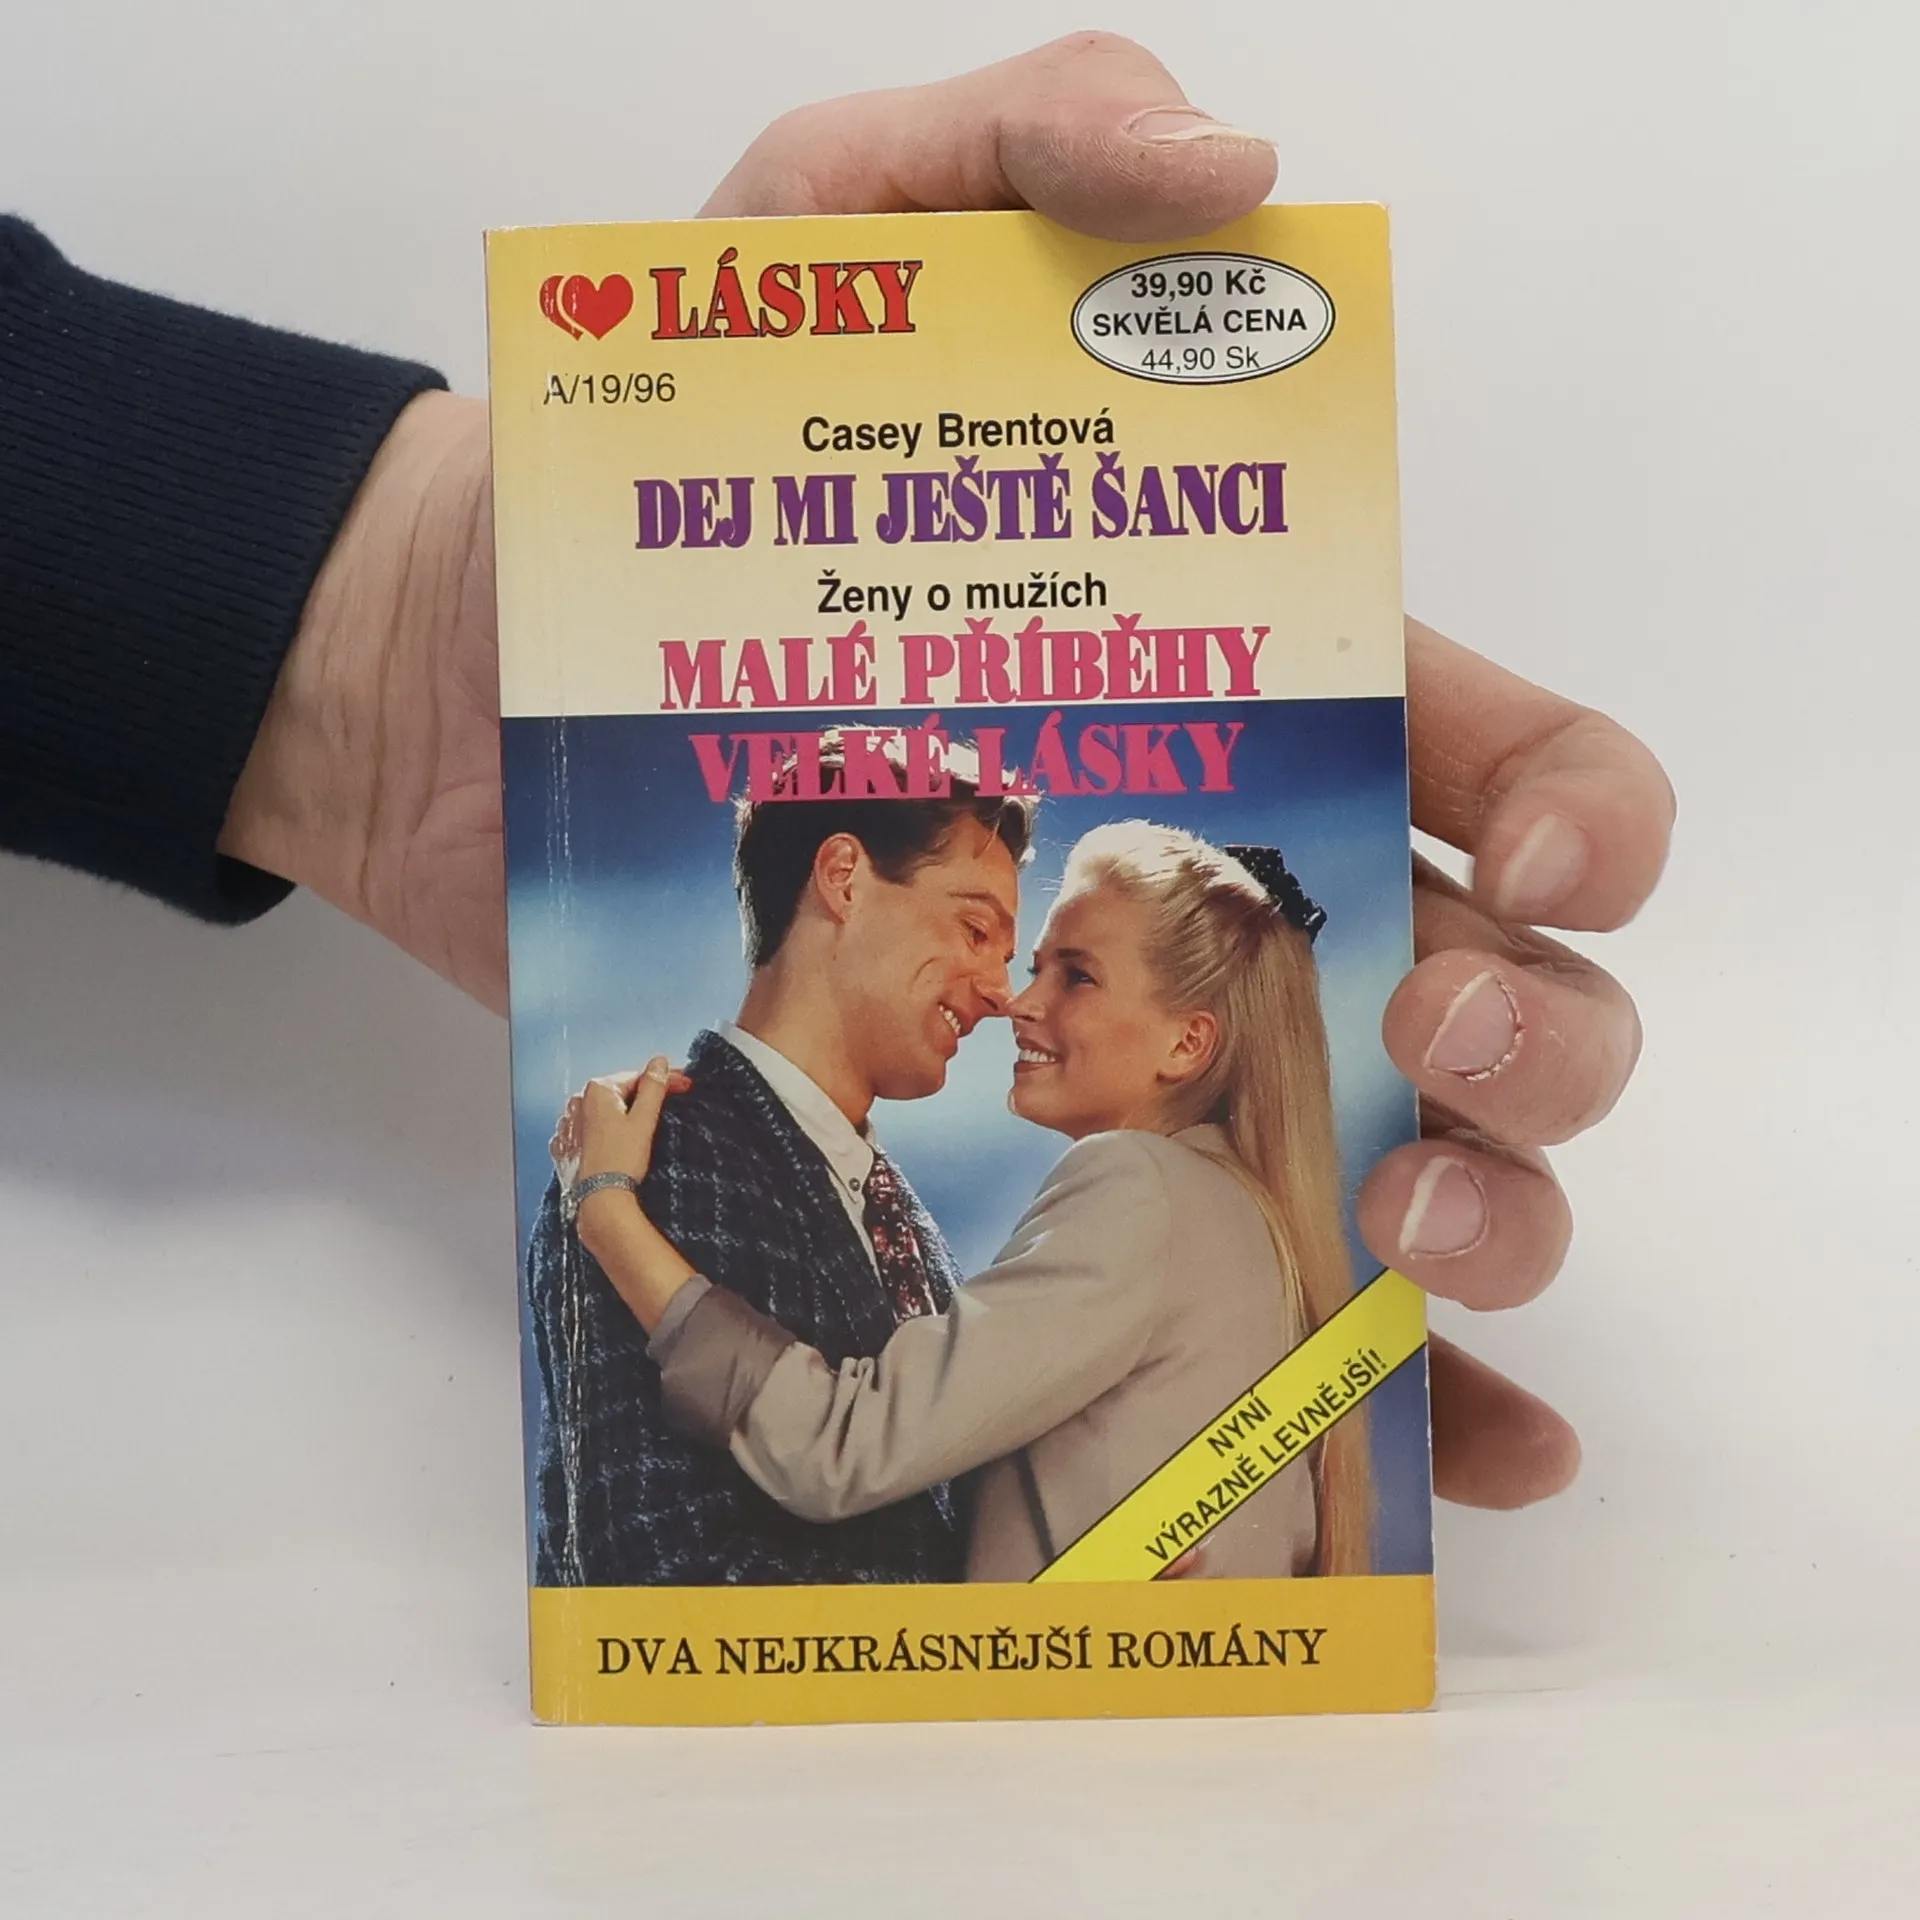 LÁSKY
39,90 Kč
SKVĚLÁ CENA
44,90 Sk
A/19/96
Casey Brentová
DEJ MI JEŠTĚ ŠANCI
Ženy o mužích
MALÉ PŘÍBĚHY
VELKÉ LÁSKY
NYNÍ
VÝRAZNĚ LEVNĚJŠÍ!
DVA NEJKRÁSNĚJŠÍ ROMÁNY